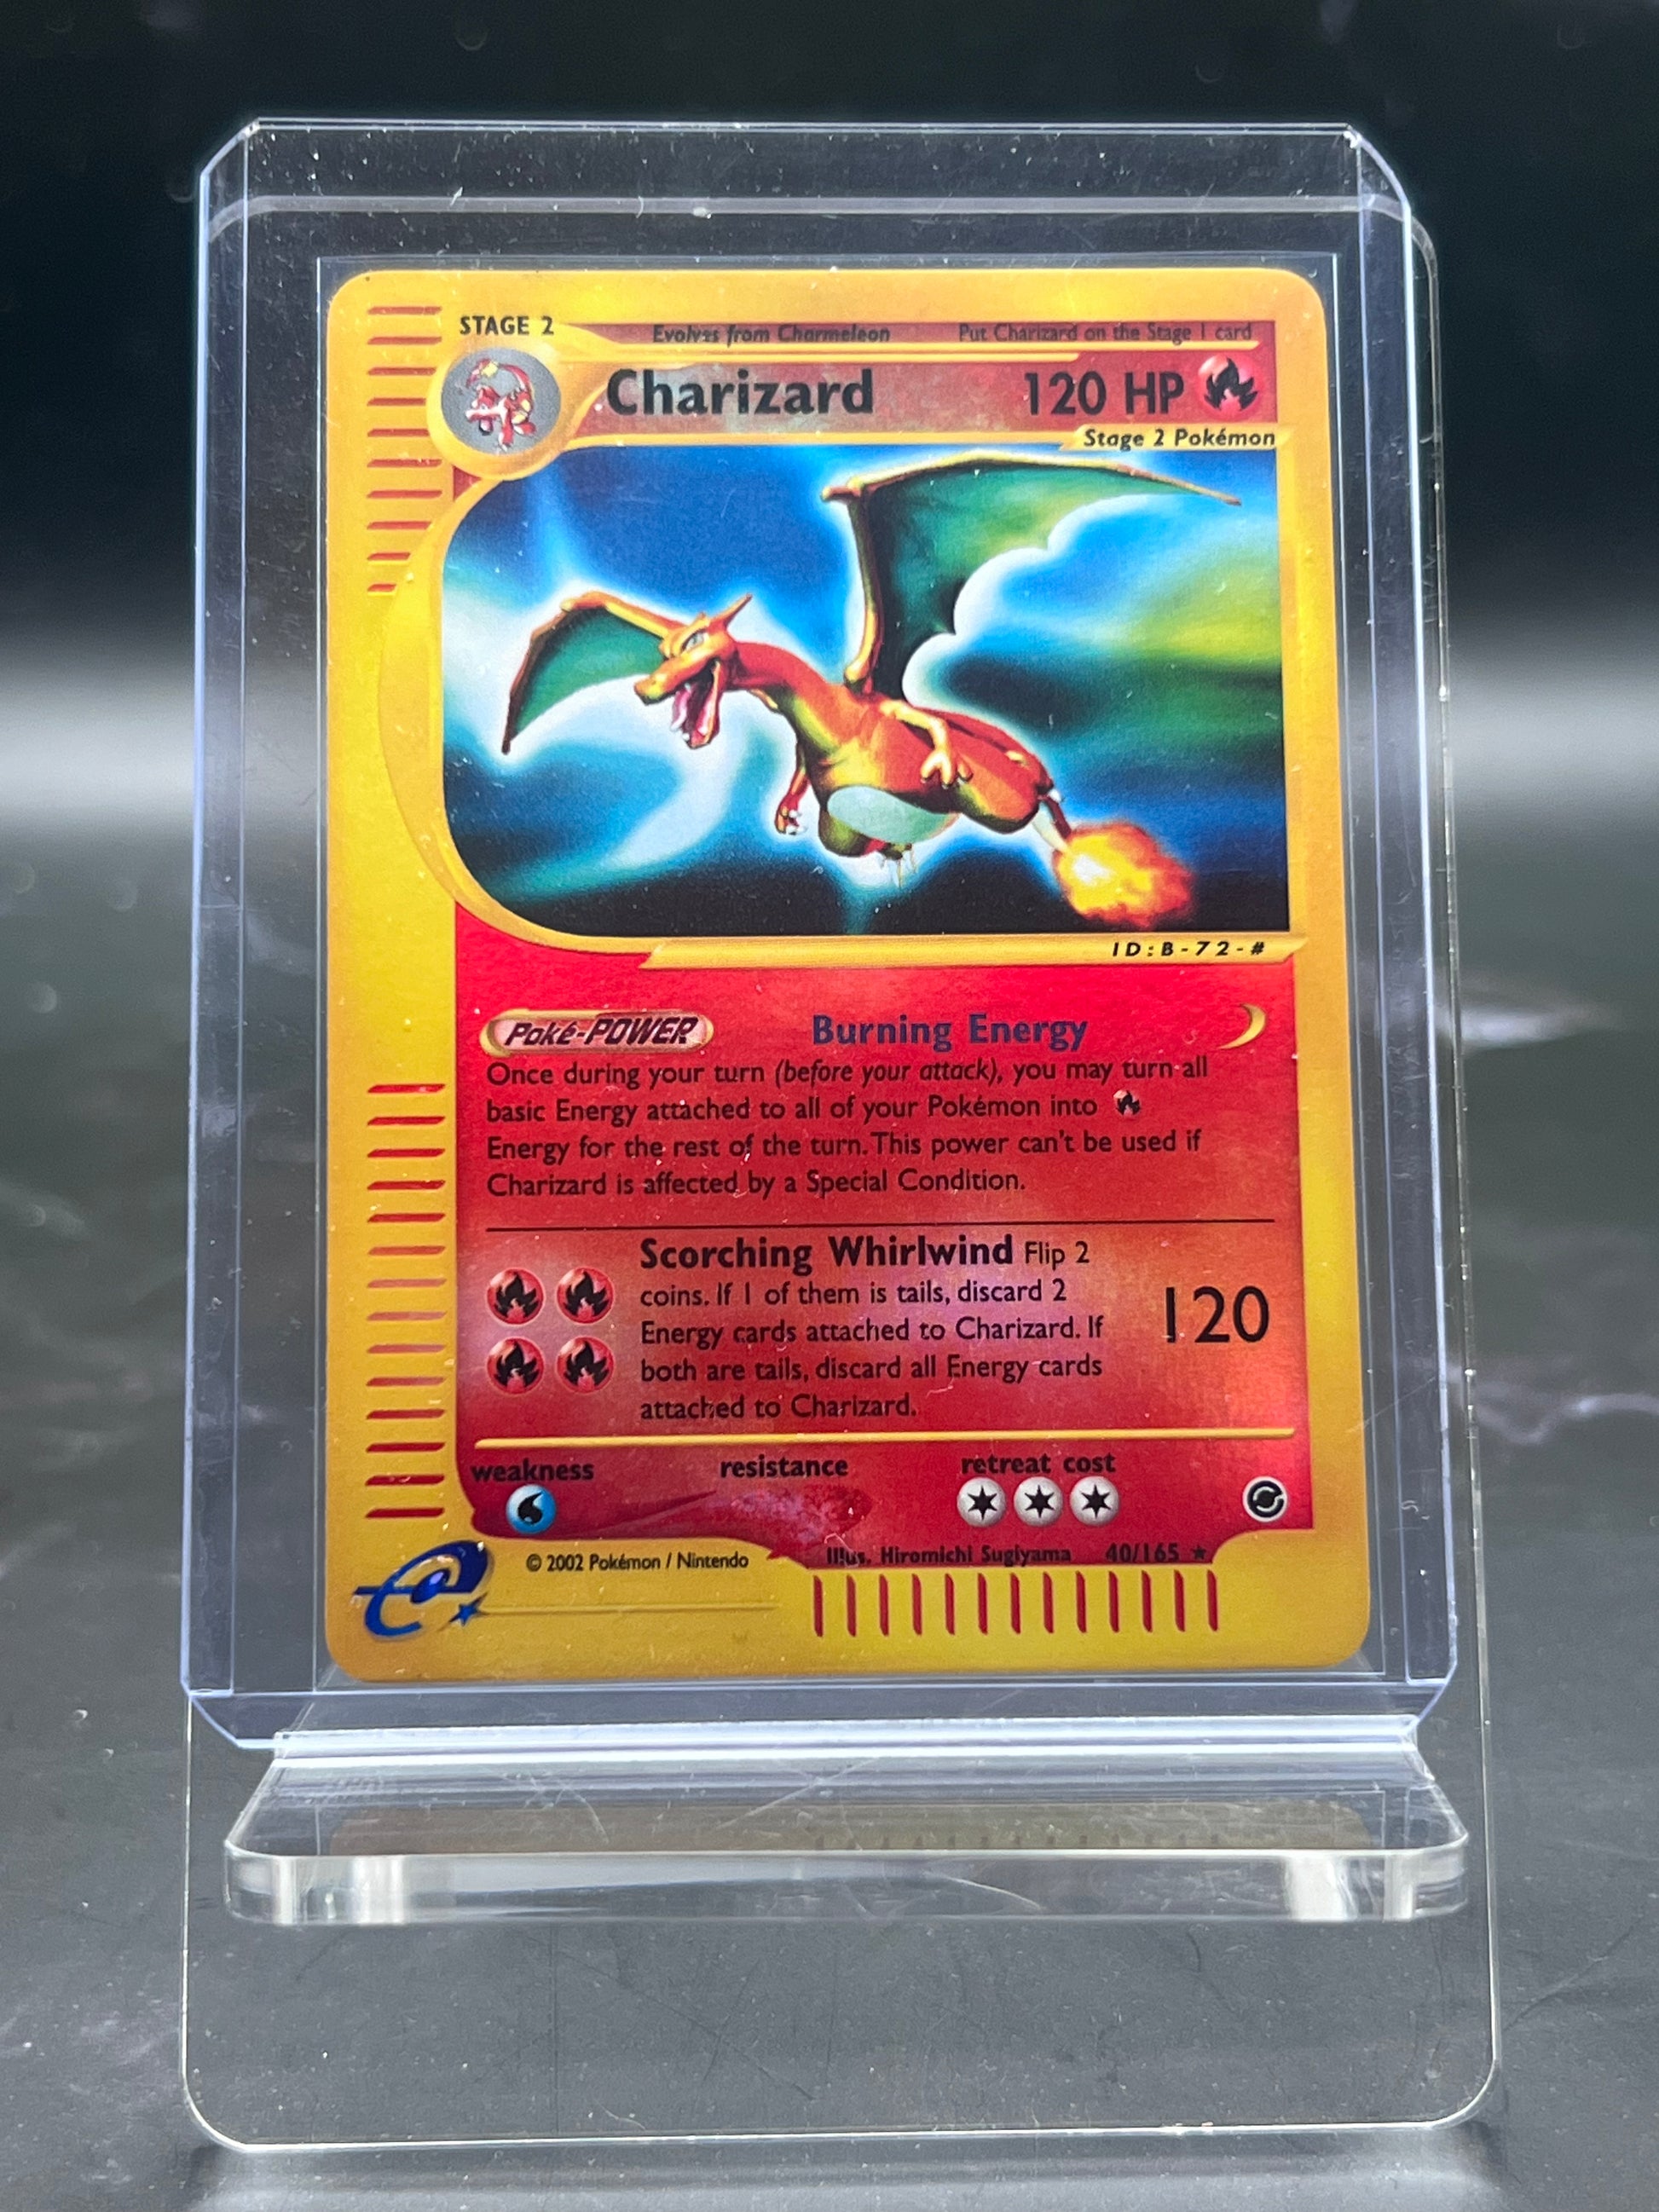 STAGE 2
Evolves from Charmeleon Put Charizard on the Stage 1 card
Charizard 120 HP
Stage 2 Pokémon
ID:B-72-#
Poké-POWER Burning Energy
Once during your turn (before your attack), you may turn all
basic Energy attached to all of your Pokémon into
Energy for the rest of the turn. This power can't be used if
Charizard is affected by a Special Condition.
Scorching Whirlwind Flip 2
coins. If 1 of them is tails, discard 2
Energy cards attached to Charizard. If
both are tails, discard all Energy cards
attached to Charizard.
120
weakness resistance retreat cost
© 2002 Pokémon / Nintendo
Illus. Hiromichi Sugiyama 40/165 ★
e